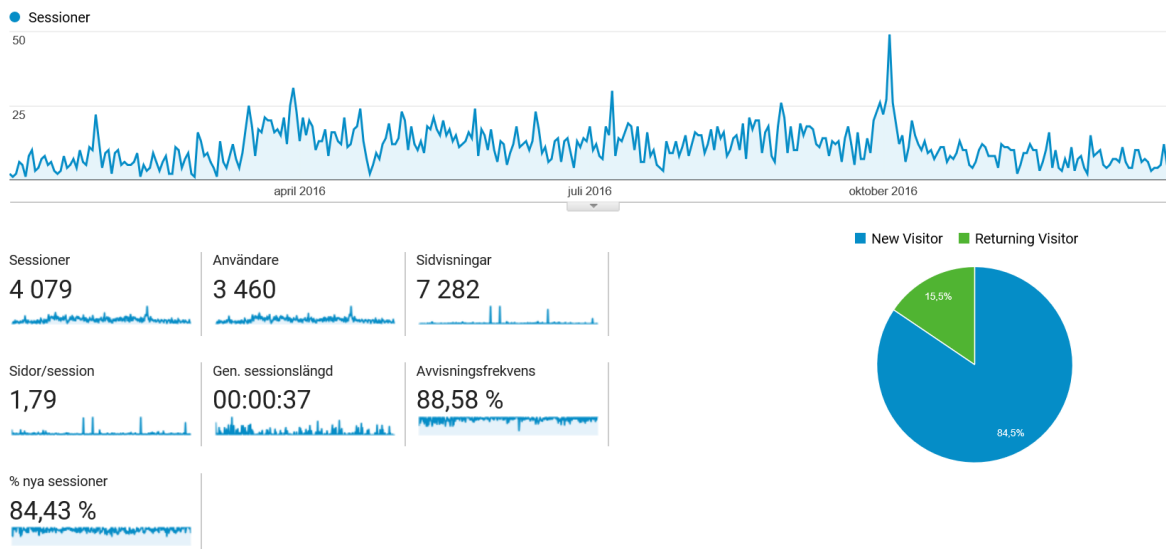 Sessioner
50
25
april 2016 juli 2016 oktober 2016
New Visitor Returning Visitor
Sessioner Användare Sidvisningar
4 079 3 460 7 282
Sidor/session Gen. sessionslängd Avvisningsfrekvens
1,79 00:00:37 88,58 %
% nya sessioner
84,43 %
15,5%
84,5%